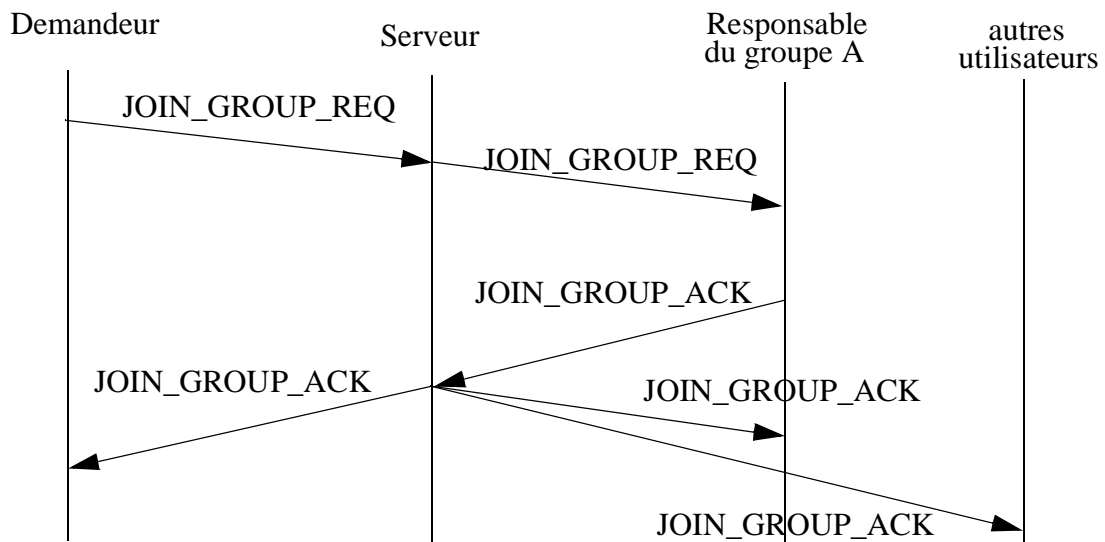 Demandeur
Serveur
Responsable
du groupe A
autres
utilisateurs
JOIN_GROUP_REQ
JOIN_GROUP_REQ
JOIN_GROUP_ACK
JOIN_GROUP_ACK
JOIN_GROUP_ACK
JOIN_GROUP_ACK